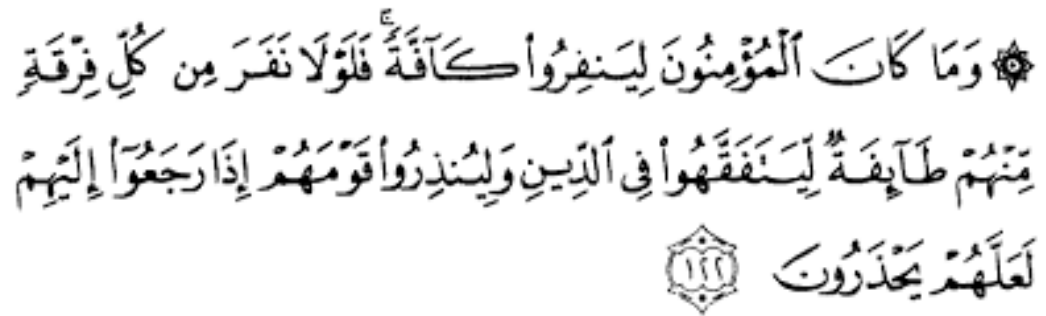 ۞ وَمَا كَانَ ٱلْمُؤْمِنُونَ لِيَنفِرُوا۟ كَآفَّةً ۚ فَلَوْلَا نَفَرَ مِن كُلِّ فِرْقَةٍ
مِّنْهُمْ طَآئِفَةٌ لِّيَتَفَقَّهُوا۟ فِى ٱلدِّينِ وَلِيُنذِرُوا۟ قَوْمَهُمْ إِذَا رَجَعُوٓا۟ إِلَيْهِمْ
لَعَلَّهُمْ يَحْذَرُونَ ١٢٢